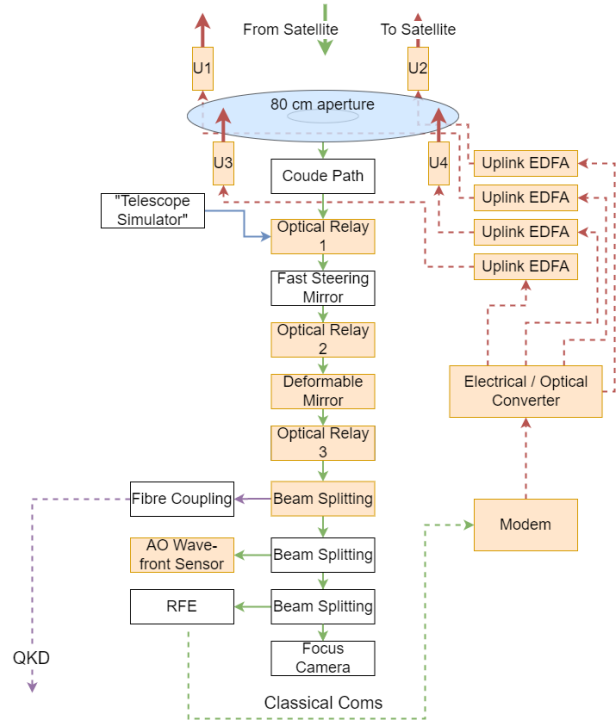 From Satellite
To Satellite
U1
U2
80 cm aperture
U3
U4
Uplink EDFA
Coude Path
Uplink EDFA
"Telescope
Simulator"
Optical Relay
1
Uplink EDFA
Uplink EDFA
Fast Steering
Mirror
Optical Relay
2
Deformable
Mirror
Electrical / Optical
Converter
Optical Relay
3
Fibre Coupling
Beam Splitting
Modem
AO Wave-
front Sensor
Beam Splitting
RFE
Beam Splitting
Focus
Camera
QKD
Classical Coms